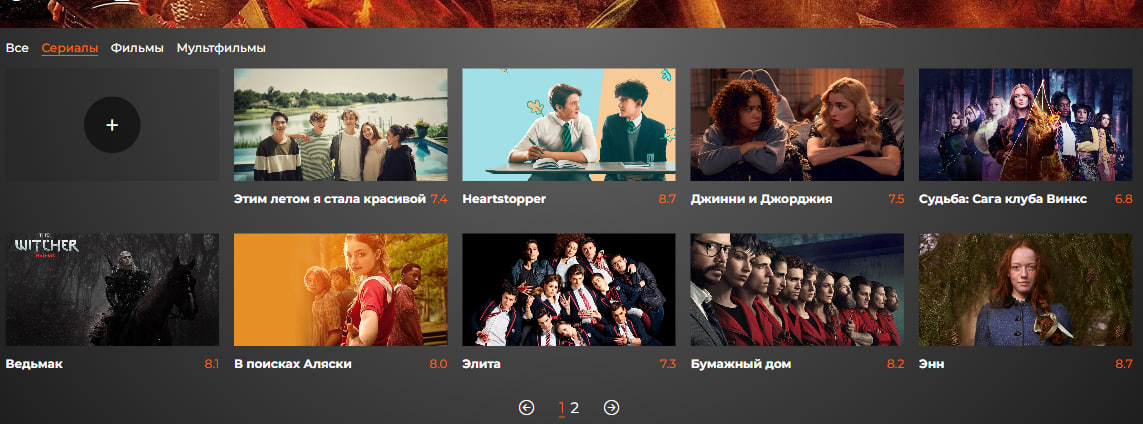 Все Сериалы Фильмы Мультфильмы
+
Этим летом я стала красивой 7.4
Heartstopper 8.7
Джинни и Джорджия 7.5
Судьба: Сага клуба Винкс 6.8
THE
WITCHER
Ведьмак 8.1
В поисках Аляски 8.0
Элита 7.3
Бумажный дом 8.2
Энн 8.7
1 2